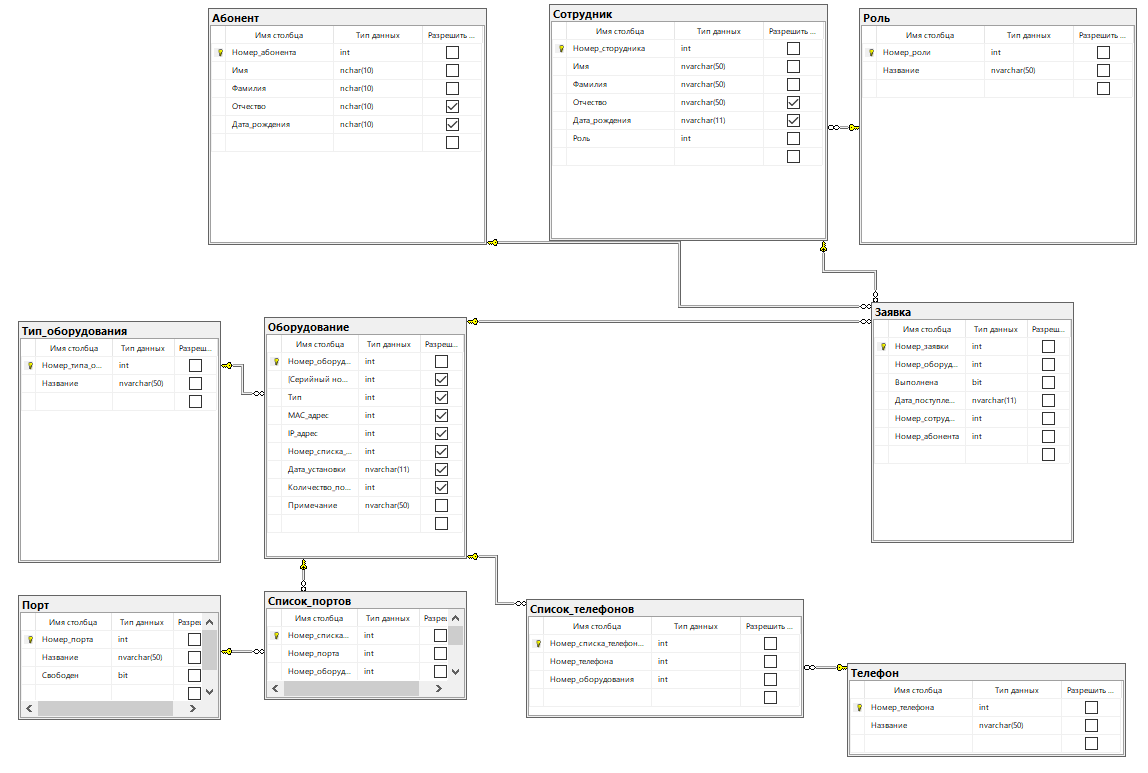 Абонент
Имя столбца Тип данных Разрешить ...
Номер_абонента int
Имя nchar(10)
Фамилия nchar(10)
Отчество nchar(10)
Дата_рождения nchar(10)
Сотрудник
Имя столбца Тип данных Разрешить ...
Номер_сторудника int
Имя nvarchar(50)
Фамилия nvarchar(50)
Отчество nvarchar(50)
Дата_рождения nvarchar(11)
Роль int
Роль
Имя столбца Тип данных Разрешить ...
Номер_роли int
Название nvarchar(50)
Тип_оборудования
Имя столбца Тип данных Разреш...
Номер_типа_о... int
Название nvarchar(50)
Оборудование
Имя столбца Тип данных Разреш...
Номер_оборуд... int
[Серийный но... int
Тип int
MAC_адрес int
IP_адрес int
Номер_списка_... int
Дата_установки nvarchar(11)
Количество_по... int
Примечание nvarchar(50)
Заявка
Имя столбца Тип данных Разреш...
Номер_заявки int
Номер_оборуд... int
Выполнена bit
Дата_поступле... nvarchar(11)
Номер_сотруд... int
Номер_абонента int
Порт
Имя столбца Тип данных Разреш
Номер_порта int
Название nvarchar(50)
Свободен bit
Список_портов
Имя столбца Тип данных Разреш
Номер_списка... int
Номер_порта int
Номер_оборуд... int
Список_телефонов
Имя столбца Тип данных Разрешить ...
Номер_списка_телефон... int
Номер_телефона int
Номер_оборудования int
Телефон
Имя столбца Тип данных Разрешить ...
Номер_телефона int
Название nvarchar(50)